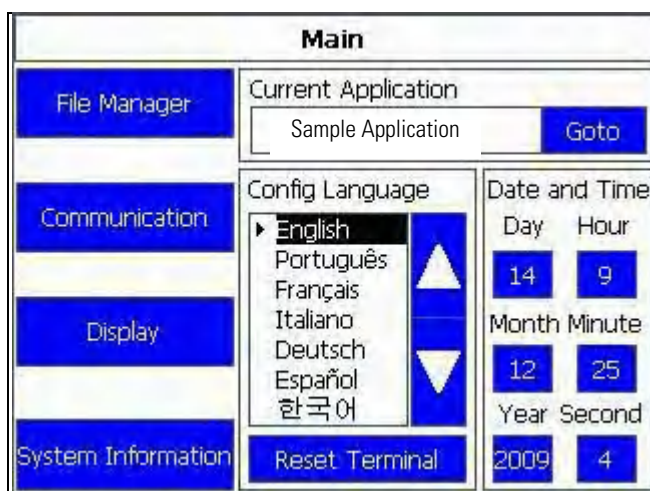 Main
File Manager
Communication
Display
System Information
Current Application
Sample Application
Goto
Config Language
English
Português
Français
Italiano
Deutsch
Español
한국어
Reset Terminal
Date and Time
Day Hour
14 9
Month Minute
12 25
Year Second
2009 4